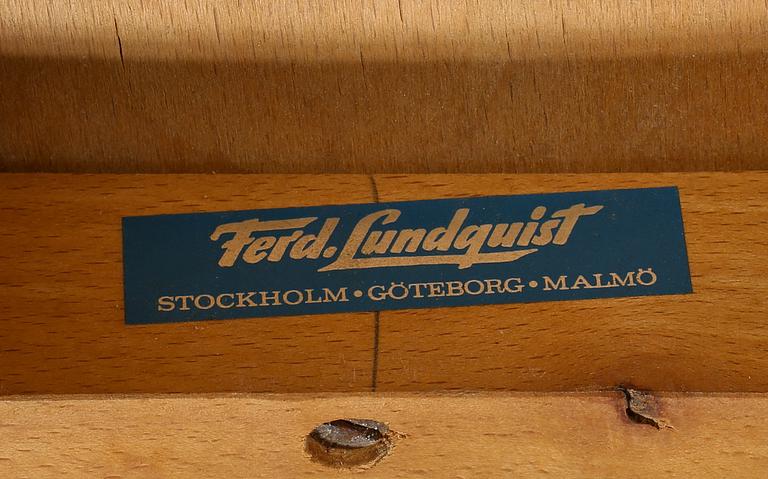 Ferd. Lundquist
STOCKHOLM • GÖTEBORG • MALMÖ